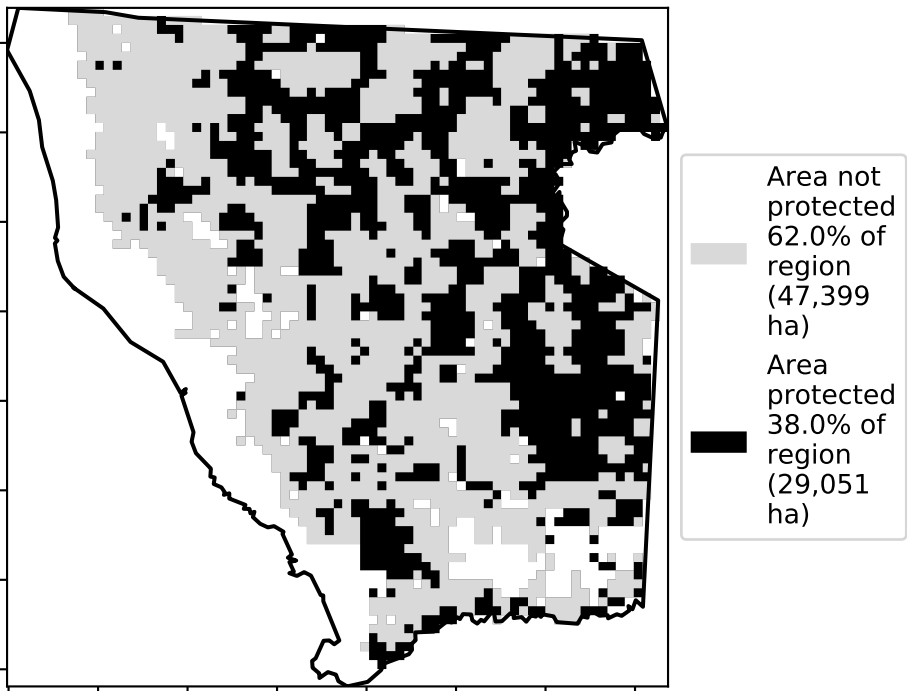 Area not
protected
62.0% of
region
(47,399
ha)
Area
protected
38.0% of
region
(29,051
ha)